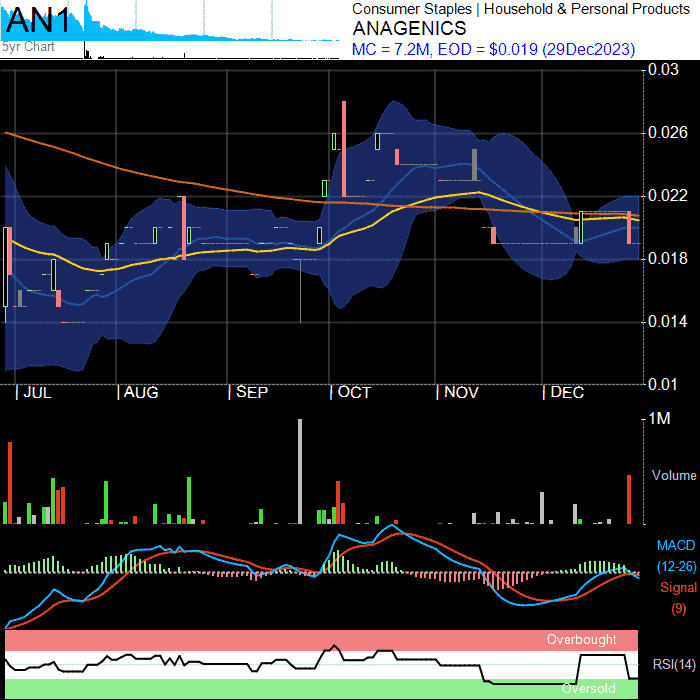 AN1
5yr Chart
Consumer Staples | Household & Personal Products
ANAGENICS
MC = 7.2M, EOD = $0.019 (29Dec2023)
0.03
0.026
0.022
0.018
0.014
0.01
| JUL | AUG | SEP | OCT | NOV | DEC
1M
Volume
MACD
(12-26)
Signal
(9)
Overbought
RSI(14)
Oversold